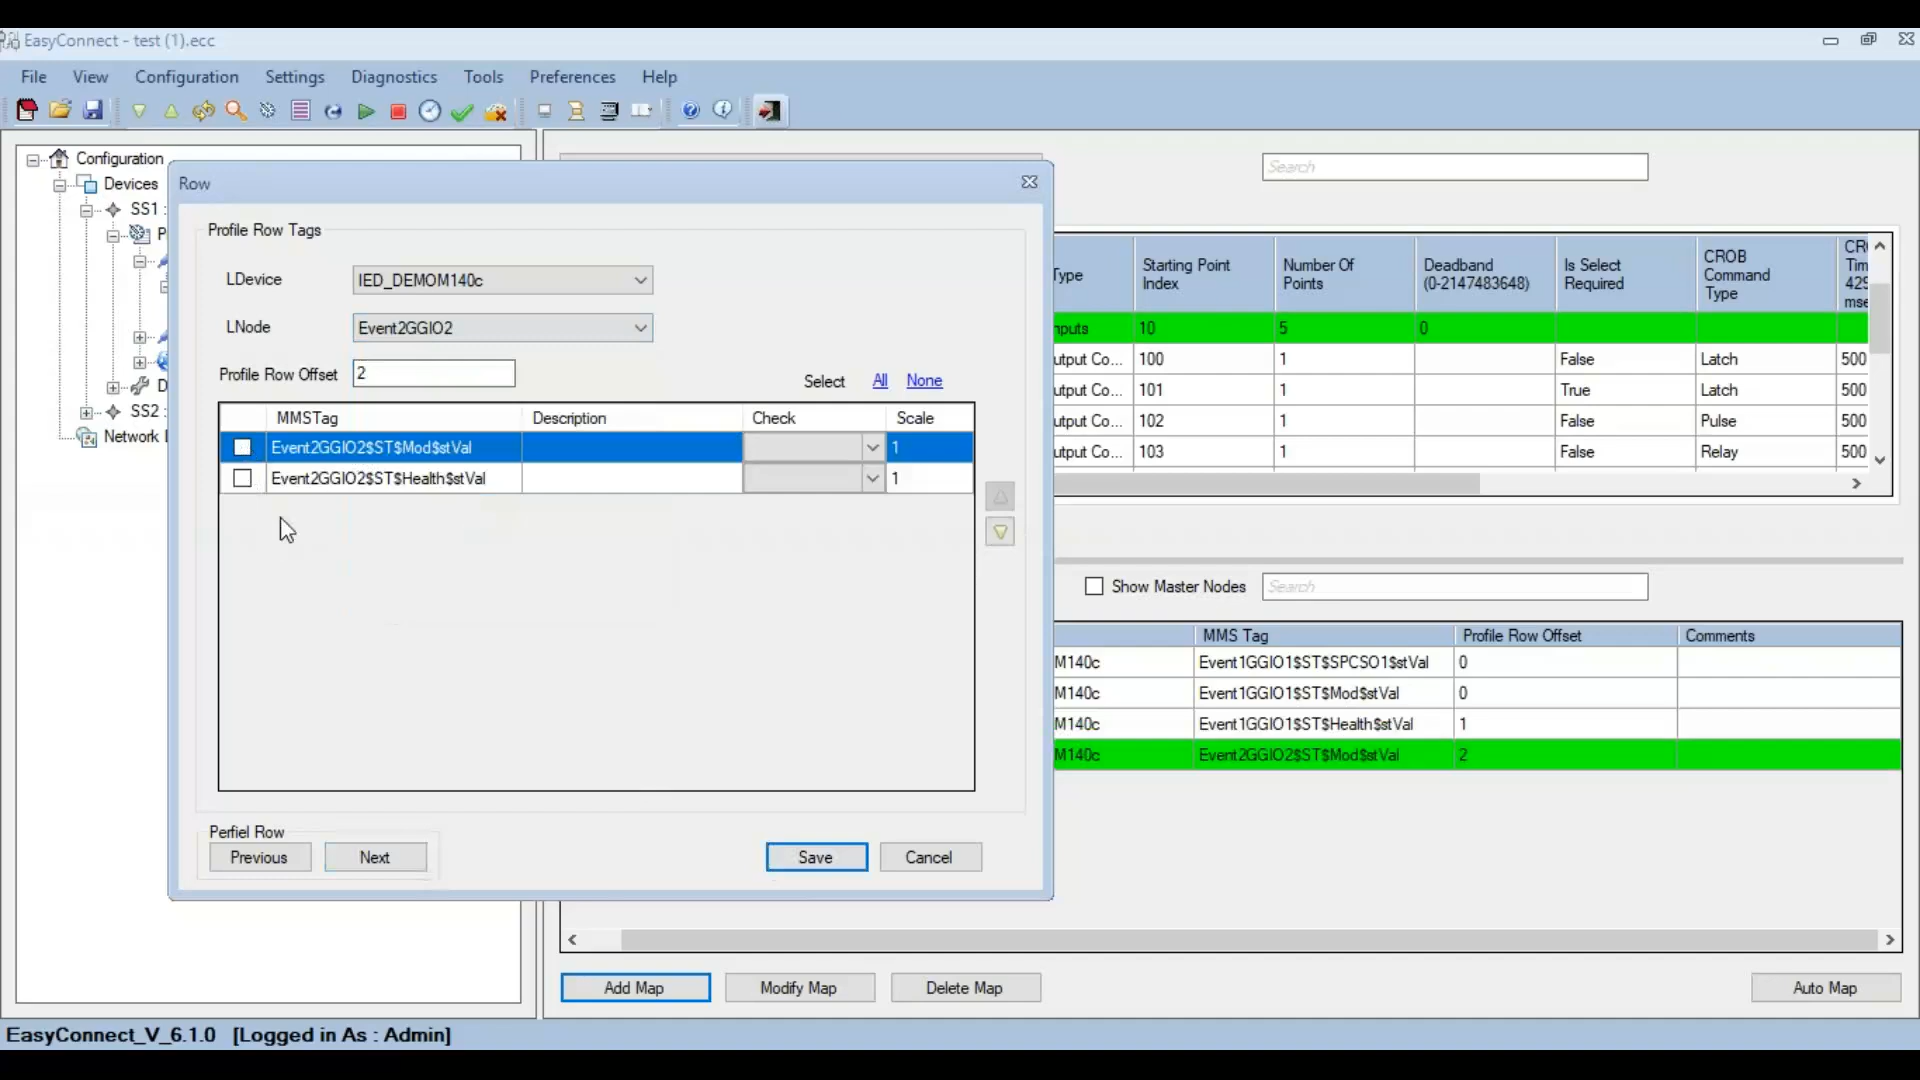 EasyConnect - test (1).ecc
File View Configuration Settings Diagnostics Tools Preferences Help
Configuration
Devices
SS1 :
P
D
SS2 :
Network
Row
Profile Row Tags
LDevice IED_DEMOM140c
LNode Event2GGIO2
Profile Row Offset 2
Select All None
MMSTag Description Check Scale
Event2GGIO2$ST$Mod$stVal 1
Event2GGIO2$ST$Health$stVal 1
Perfiel Row
Previous Next Save Cancel
Search
Type Starting Point Index Number Of Points Deadband (0-2147483648) Is Select Required CROB Command Type CR Tim 429 mse
nputs 10 5 0
utput Co... 100 1 False Latch 500
utput Co... 101 1 True Latch 500
utput Co... 102 1 False Pulse 500
utput Co... 103 1 False Relay 500
Show Master Nodes Search
MMS Tag Profile Row Offset Comments
M140c Event1GGIO1$ST$SPCSO1$stVal 0
M140c Event1GGIO1$ST$Mod$stVal 0
M140c Event1GGIO1$ST$Health$stVal 1
M140c Event2GGIO2$ST$Mod$stVal 2
Add Map Modify Map Delete Map Auto Map
EasyConnect_V_6.1.0 [Logged in As : Admin]